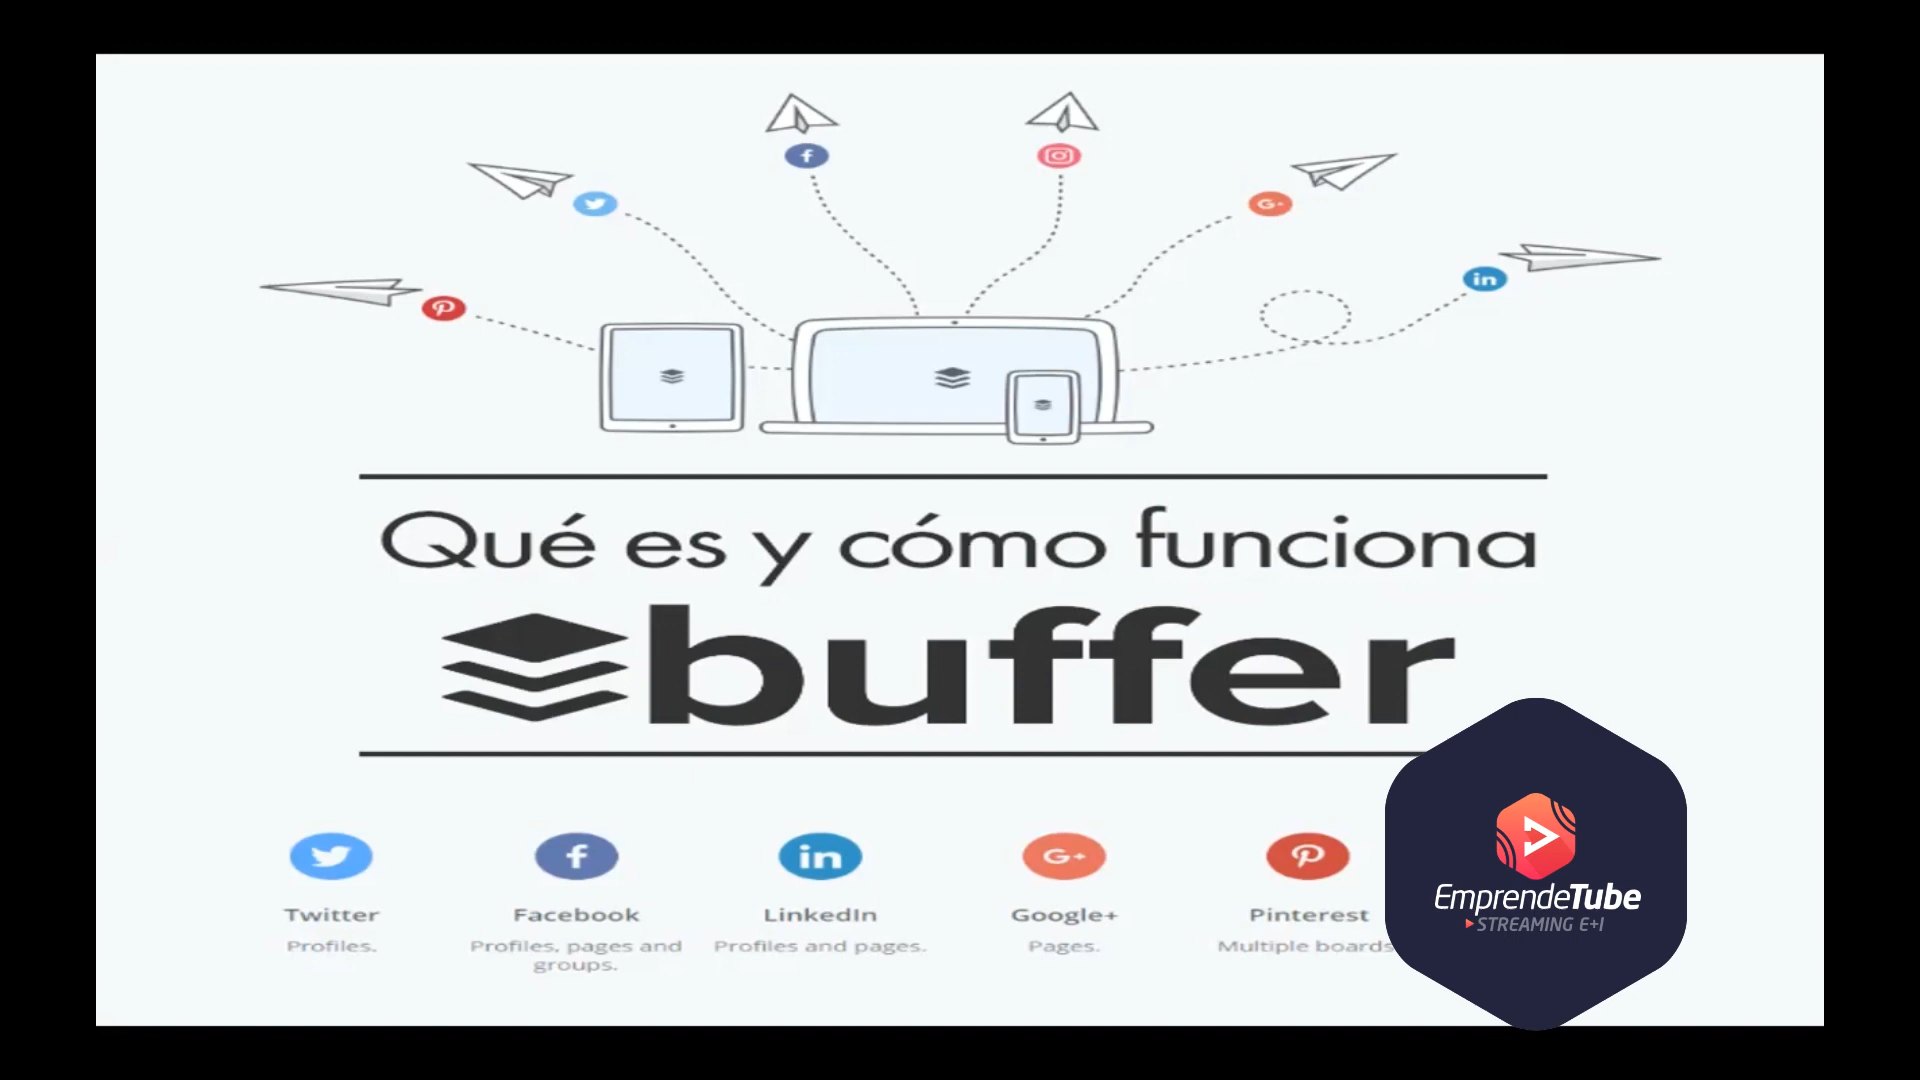 Qué es y cómo funciona
buffer
Twitter
Profiles.
Facebook
Profiles, pages and
groups.
LinkedIn
Profiles and pages.
Google+
Pages.
Pinterest
Multiple boards
EmprendeTube
STREAMING E+I